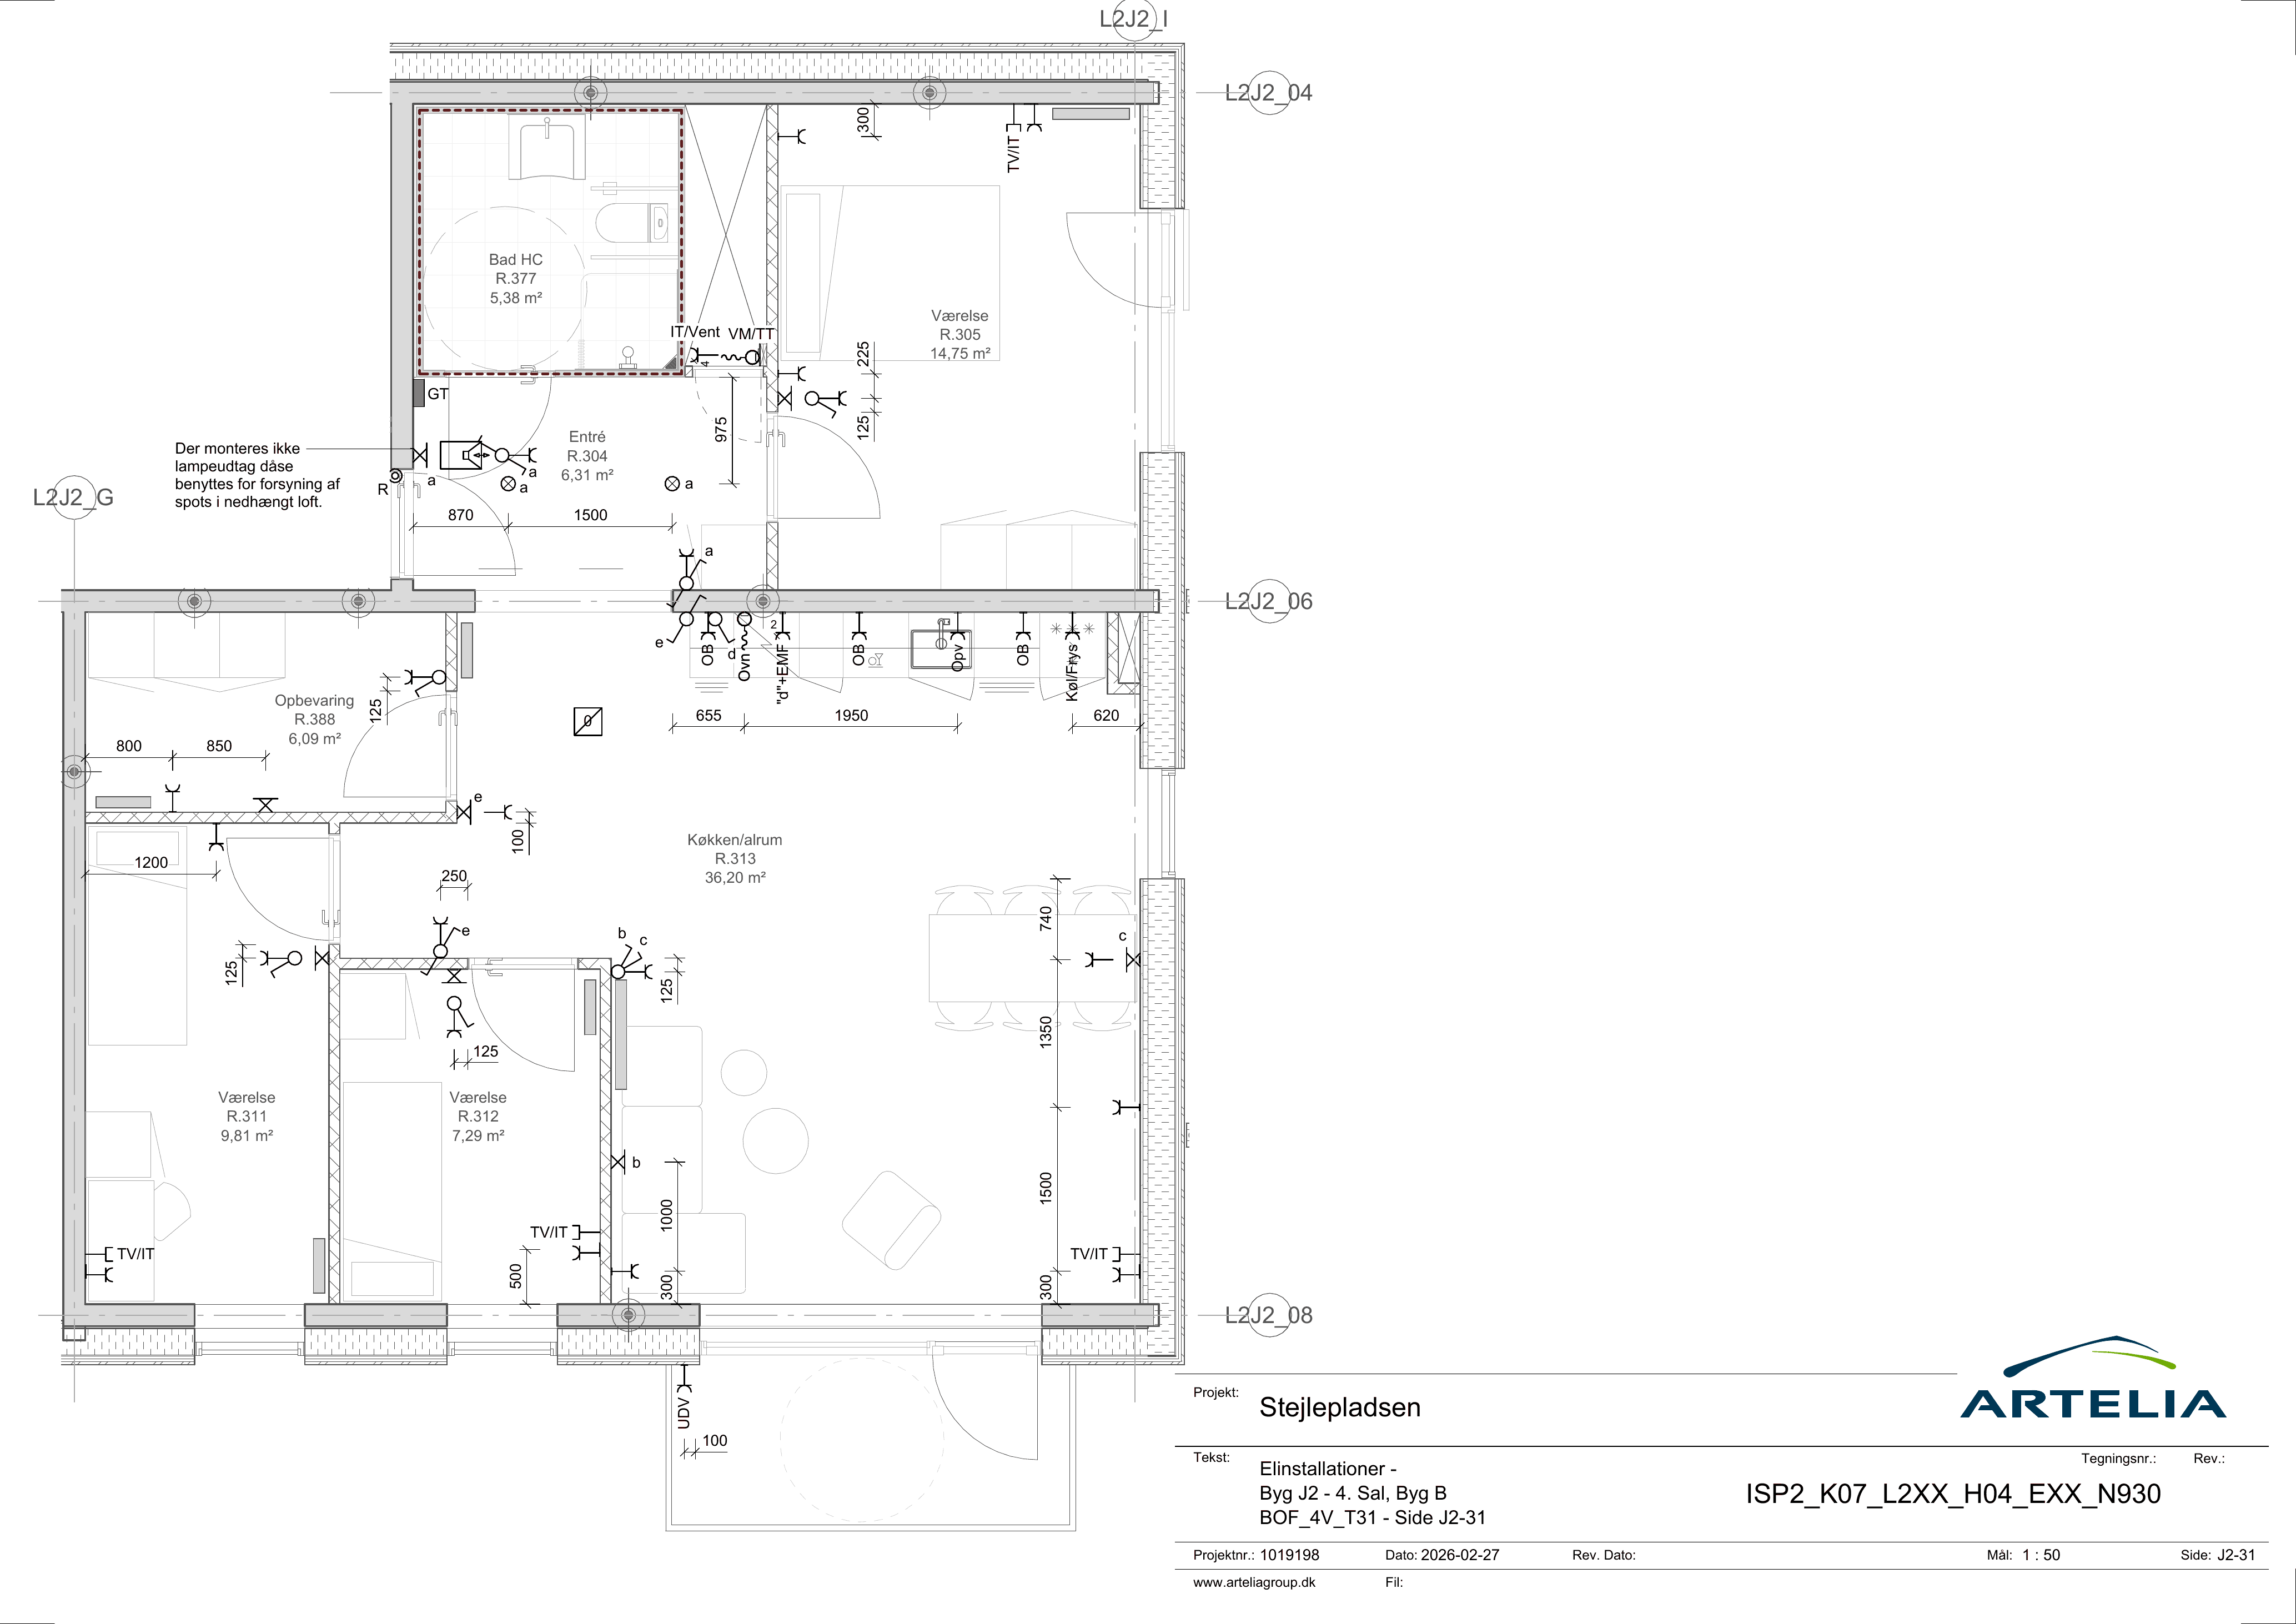 L2J2_I
L2J2_04
300
TV/IT
Bad HC
R.377
5,38 m²
Værelse
R.305
14,75 m²
IT/Vent
VM/TT
4
225
125
GT
975
Entré
R.304
6,31 m²
Der monteres ikke
lampeudtag dåse
benyttes for forsyning af
spots i nedhængt loft.
R
a
a
a
a
L2J2_G
870
1500
a
L2J2_06
e
OB
d
Ovn
2
"d"+EMF
OB
Opv
OB
Køl/Frys
Opbevaring
R.388
6,09 m²
125
0
655
1950
620
800
850
e
100
1200
Køkken/alrum
R.313
36,20 m²
250
740
e
b
c
c
125
125
1350
125
Værelse
R.311
9,81 m²
Værelse
R.312
7,29 m²
b
1000
1500
TV/IT
TV/IT
TV/IT
500
300
300
L2J2_08
UDV
100
Projekt:
Stejlepladsen
ARTELIA
Tekst:
Elinstallationer -
Byg J2 - 4. Sal, Byg B
BOF_4V_T31 - Side J2-31
Tegningsnr.:
Rev.:
ISP2_K07_L2XX_H04_EXX_N930
Projektnr.: 1019198
Dato: 2026-02-27
Rev. Dato:
Mål: 1 : 50
Side: J2-31
www.arteliagroup.dk
Fil: